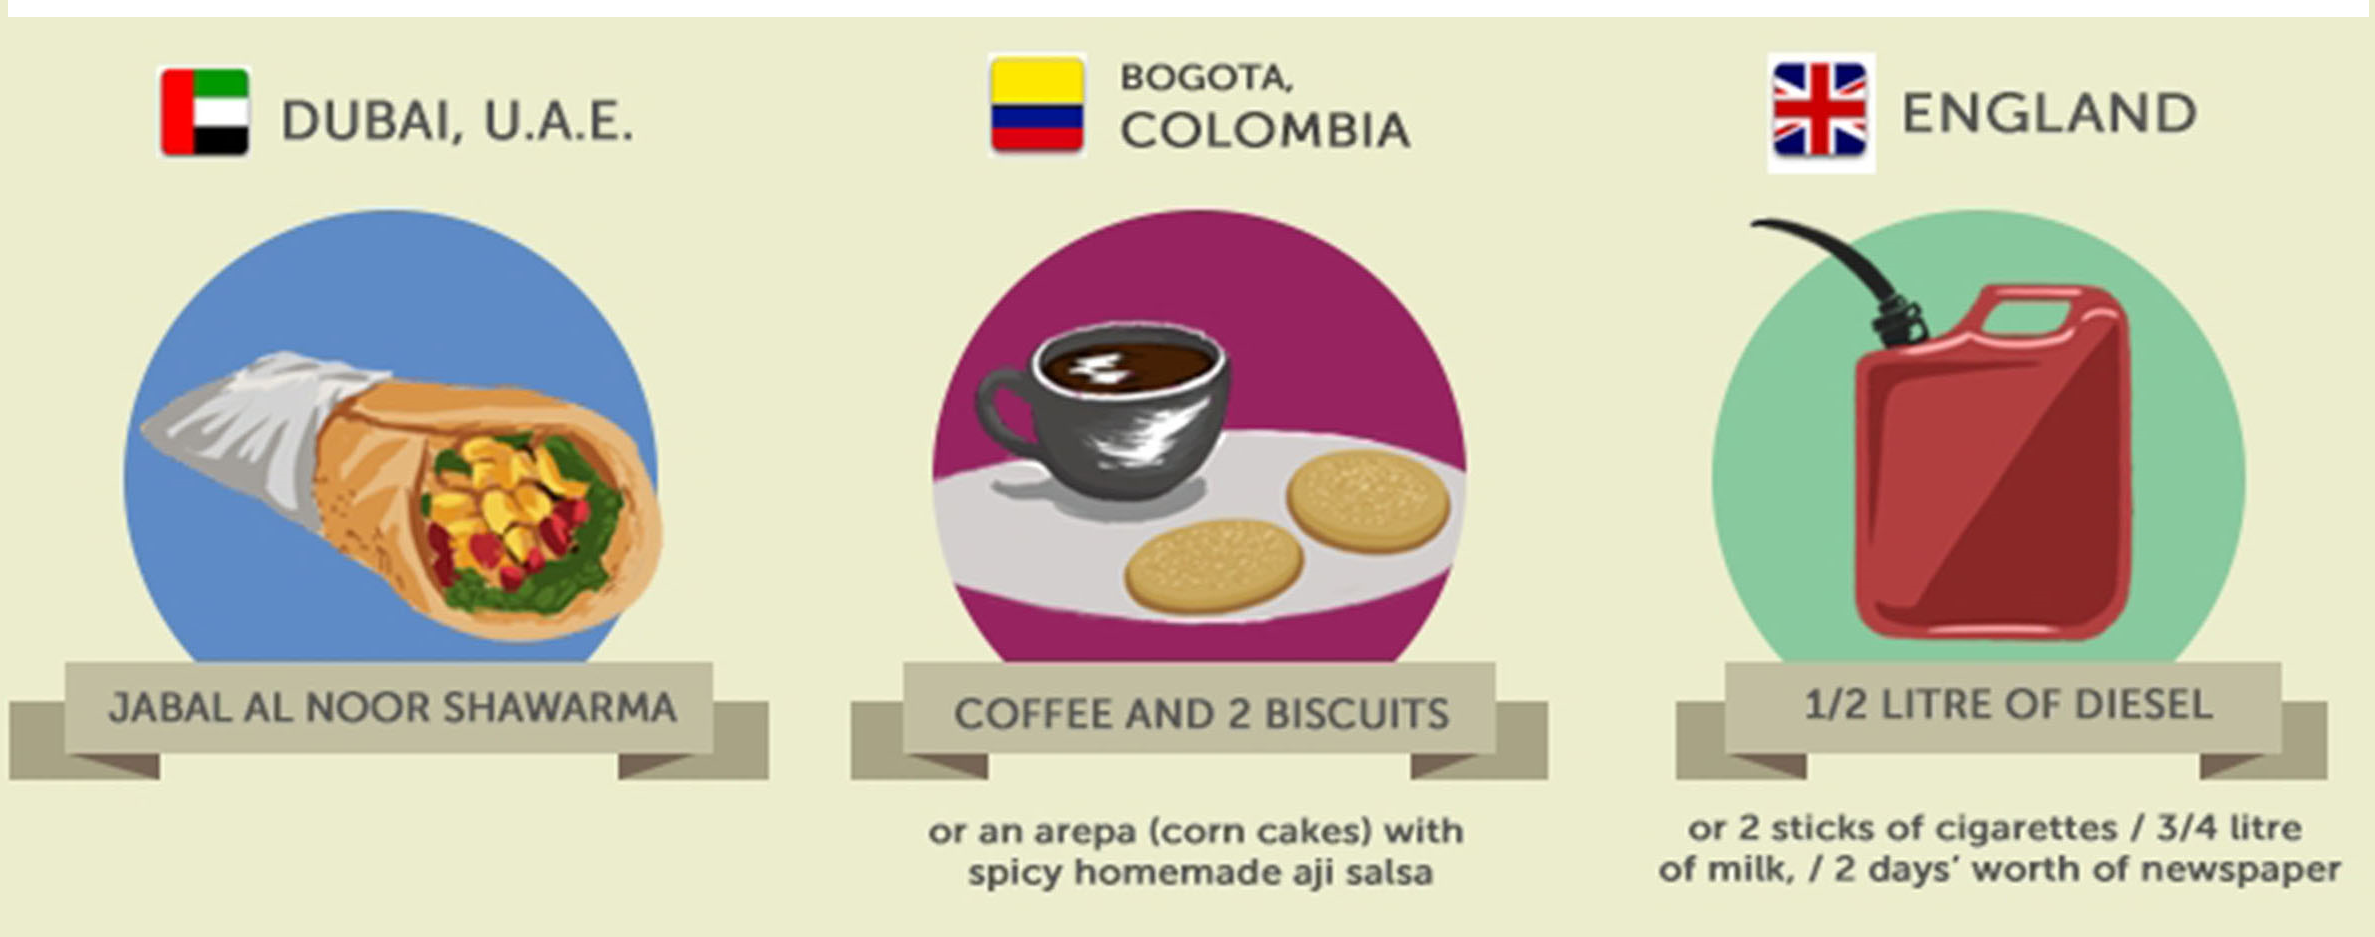 DUBAI, U.A.E.
JABAL AL NOOR SHAWARMA
BOGOTA,
COLOMBIA
COFFEE AND 2 BISCUITS
or an arepa (corn cakes) with
spicy homemade aji salsa
ENGLAND
1/2 LITRE OF DIESEL
or 2 sticks of cigarettes / 3/4 litre
of milk, / 2 days' worth of newspaper